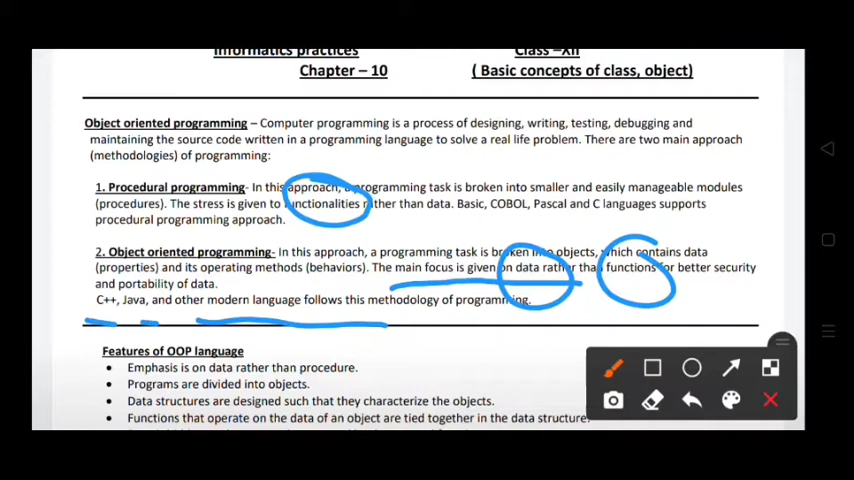 Informatics practices Class –XII
Chapter – 10 ( Basic concepts of class, object)
Object oriented programming – Computer programming is a process of designing, writing, testing, debugging and
maintaining the source code written in a programming language to solve a real life problem. There are two main approach
(methodologies) of programming:
1. Procedural programming- In this approach, a programming task is broken into smaller and easily manageable modules
(procedures). The stress is given to functionalities rather than data. Basic, COBOL, Pascal and C languages supports
procedural programming approach.
2. Object oriented programming- In this approach, a programming task is broken into objects, which contains data
(properties) and its operating methods (behaviors). The main focus is given on data rather than functions for better security
and portability of data.
C++, Java, and other modern language follows this methodology of programming.
Features of OOP language
• Emphasis is on data rather than procedure.
• Programs are divided into objects.
• Data structures are designed such that they characterize the objects.
• Functions that operate on the data of an object are tied together in the data structure.